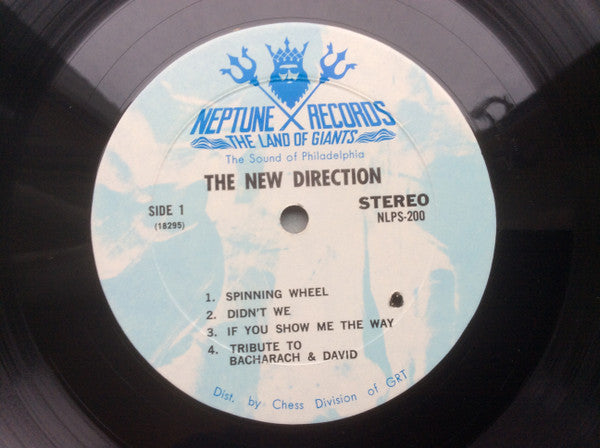 NEPTUNE RECORDS
THE LAND OF GIANTS
The Sound of Philadelphia
THE NEW DIRECTION
SIDE 1
(18295)
STEREO
NLPS-200
1. SPINNING WHEEL
2. DIDN'T WE
3. IF YOU SHOW ME THE WAY
4. TRIBUTE TO
BACHARACH & DAVID
Dist. by Chess Division of GRT